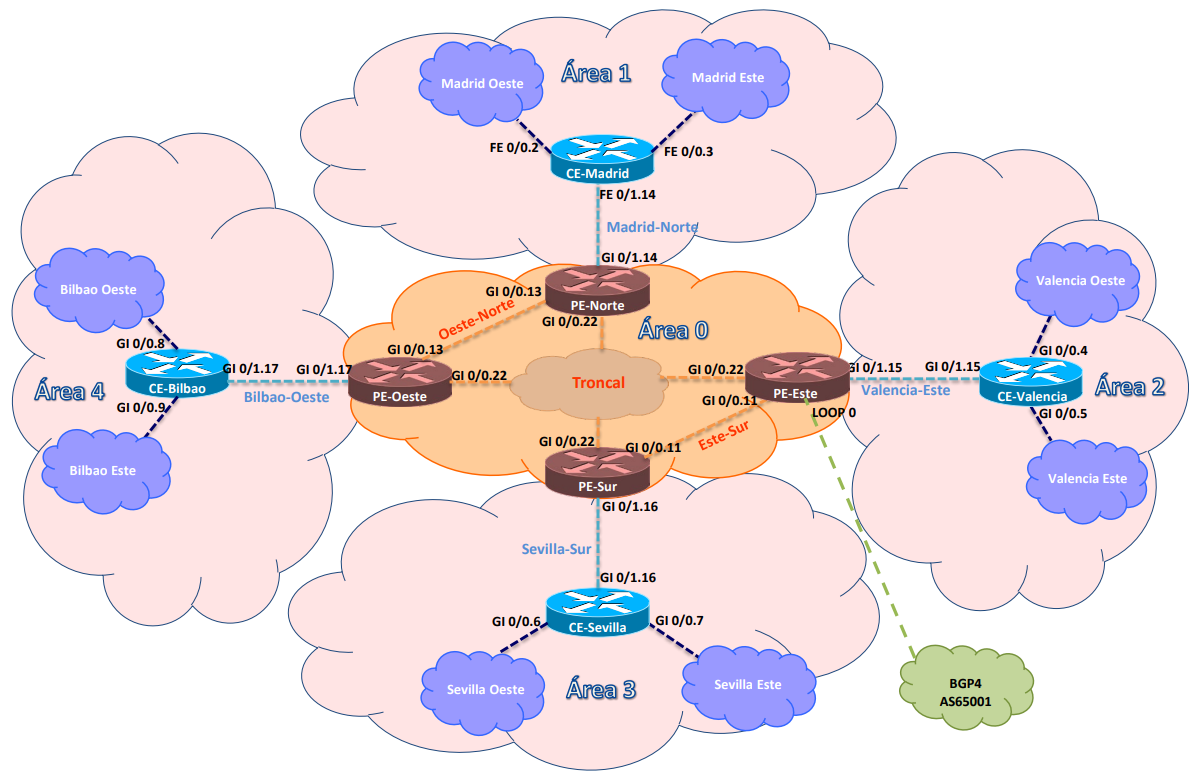 Madrid Oeste
Área 1
Madrid Este
FE 0/0.2
FE 0/0.3
CE-Madrid
FE 0/1.14
Madrid-Norte
GI 0/1.14
GI 0/0.13
PE-Norte
Oeste-Norte
GI 0/0.22
Área 0
Bilbao Oeste
GI 0/0.8
GI 0/1.17
GI 0/1.17
CE-Bilbao
Bilbao-Oeste
Área 4
GI 0/0.9
Bilbao Este
GI 0/0.13
GI 0/0.22
PE-Oeste
Troncal
GI 0/0.22
GI 0/0.11
PE-Este
LOOP 0
GI 0/1.15
GI 0/1.15
Valencia-Este
Valencia Oeste
GI 0/0.4
CE-Valencia
Área 2
GI 0/0.5
Valencia Este
Este-Sur
GI 0/0.22
GI 0/0.11
PE-Sur
GI 0/1.16
Sevilla-Sur
GI 0/1.16
GI 0/0.6
GI 0/0.7
CE-Sevilla
Sevilla Oeste
Área 3
Sevilla Este
BGP4
AS65001